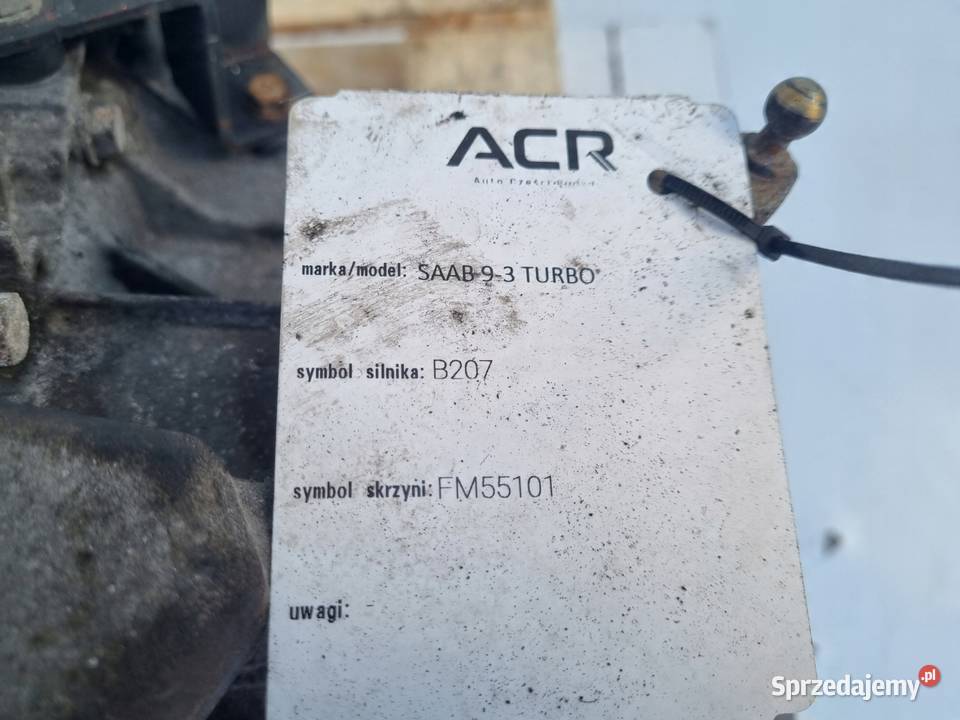 ACR
marka/model: SAAB 9-3 TURBO
symbol silnika: B207
symbol skrzyni: FM55101
uwagi: -
Sprzedajemy.pl